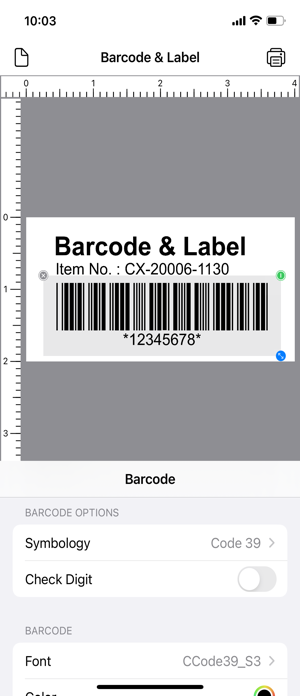 10:03
Barcode & Label
0 1 2 3 4
0
Barcode & Label
Item No. : CX-20006-1130
1
*12345678*
2
3
Barcode
BARCODE OPTIONS
Symbology Code 39
Check Digit
BARCODE
Font CCode39_S3
Color